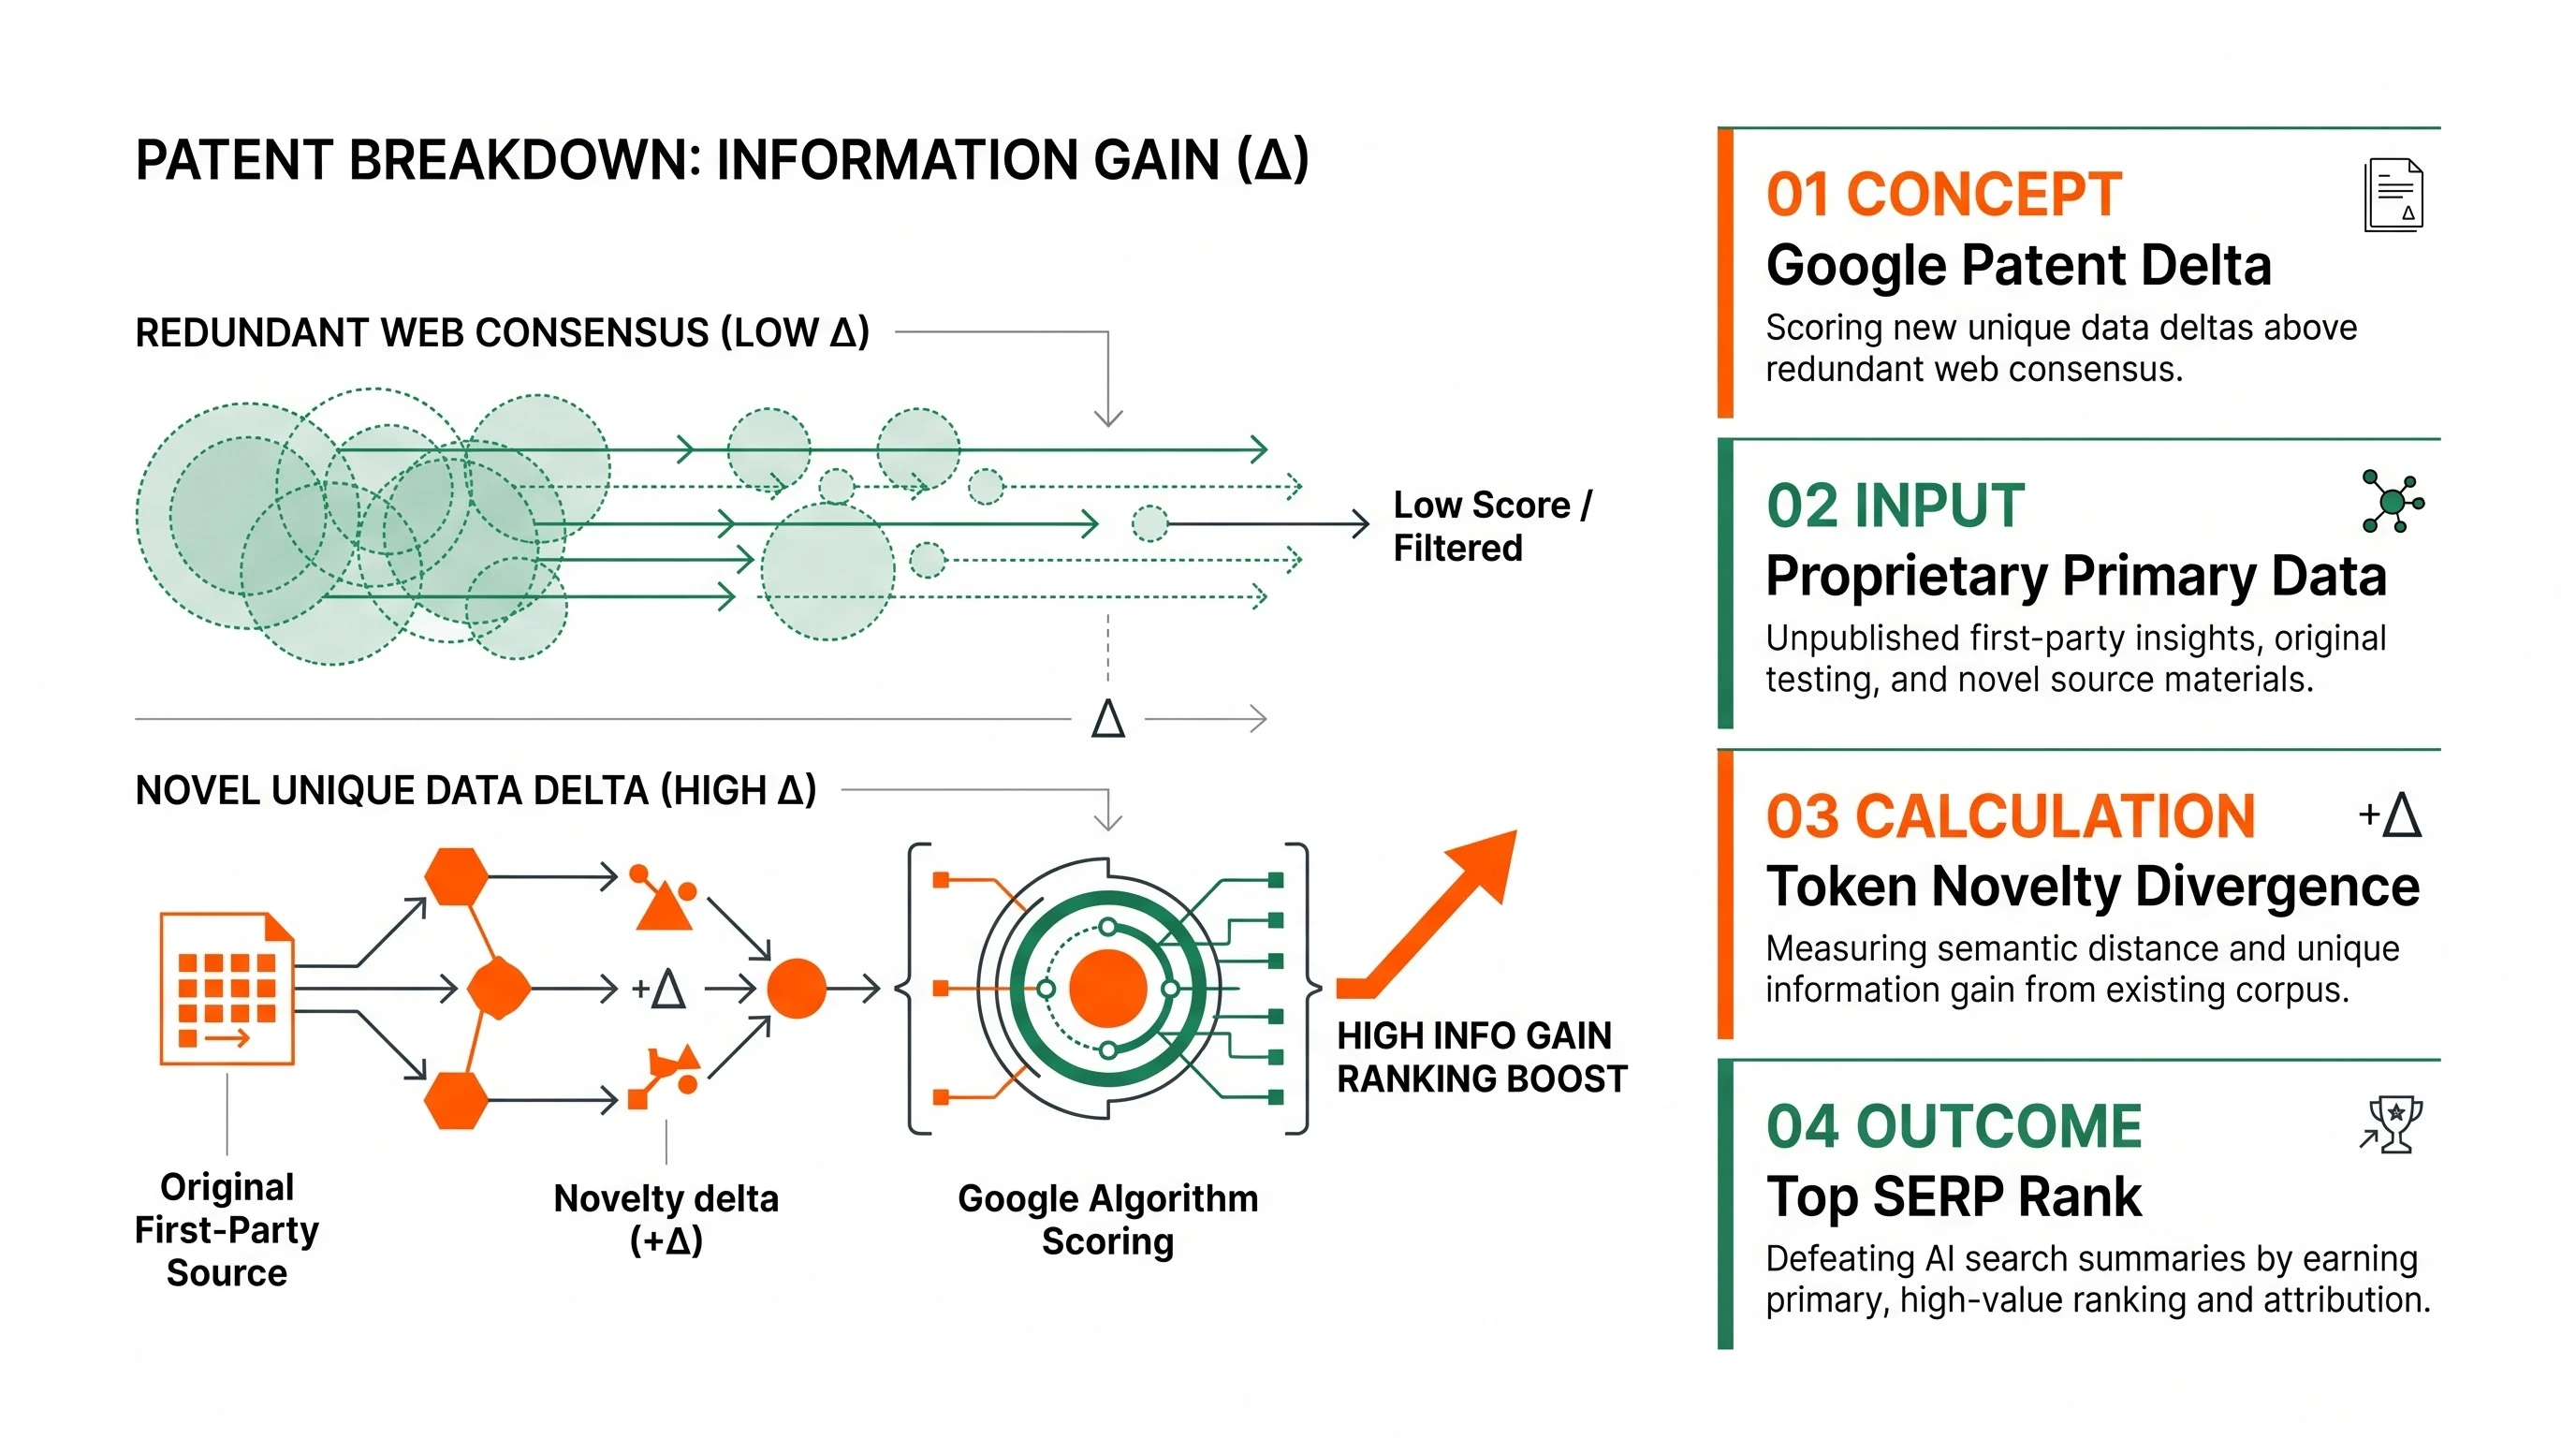 PATENT BREAKDOWN: INFORMATION GAIN (Δ)
REDUNDANT WEB CONSENSUS (LOW Δ)
Low Score /
Filtered
Δ
NOVEL UNIQUE DATA DELTA (HIGH Δ)
+Δ
HIGH INFO GAIN
RANKING BOOST
Original
First-Party
Source
Novelty delta
(+Δ)
Google Algorithm
Scoring
01 CONCEPT
Δ
Google Patent Delta
Scoring new unique data deltas above
redundant web consensus.
02 INPUT
Proprietary Primary Data
Unpublished first-party insights, original
testing, and novel source materials.
03 CALCULATION
+Δ
Token Novelty Divergence
Measuring semantic distance and unique
information gain from existing corpus.
04 OUTCOME
Top SERP Rank
Defeating AI search summaries by earning
primary, high-value ranking and attribution.